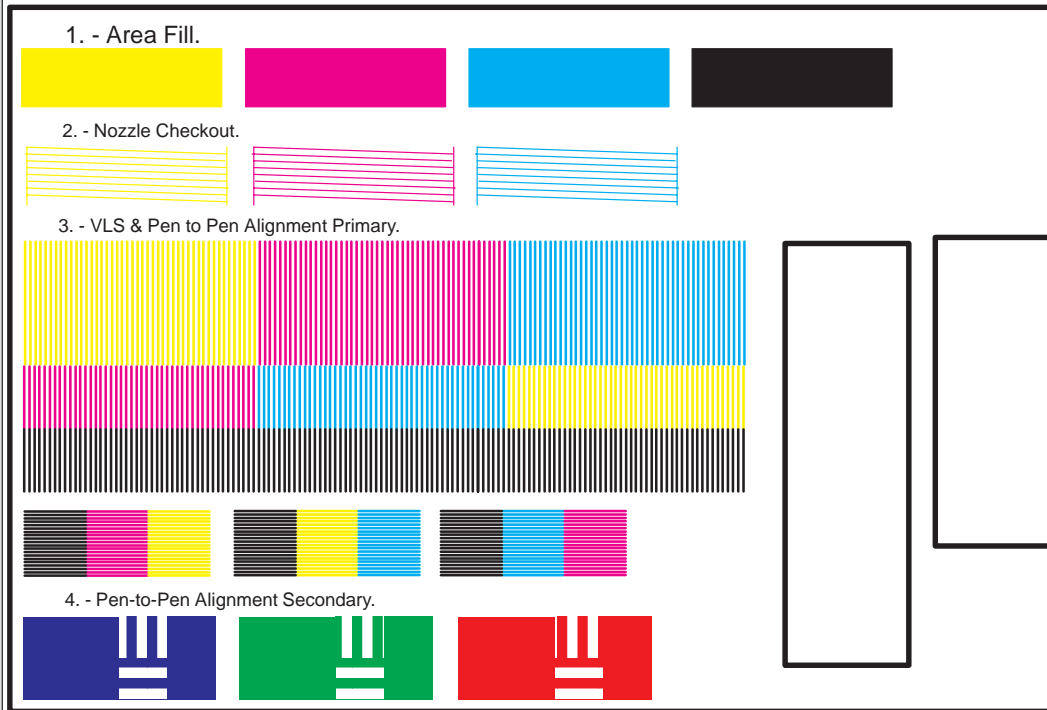 1. - Area Fill.
2. - Nozzle Checkout.
3. - VLS & Pen to Pen Alignment Primary.
4. - Pen-to-Pen Alignment Secondary.